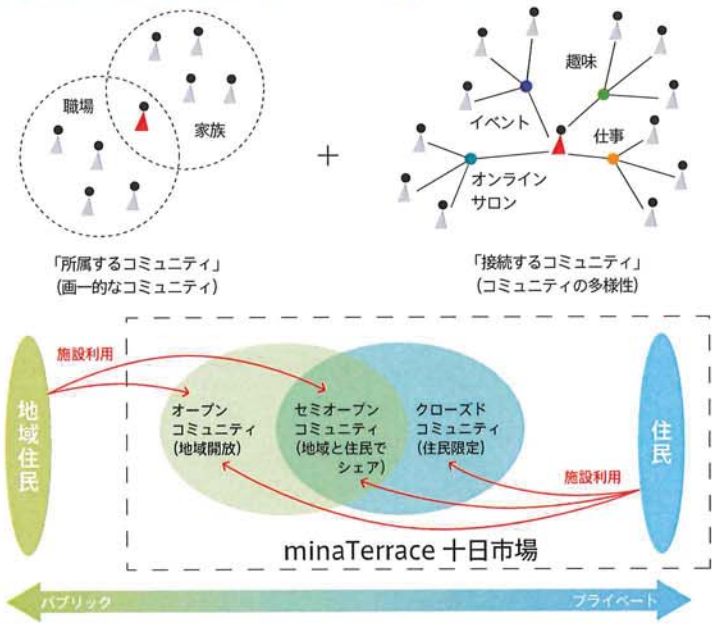 職場
家族
+
イベント
趣味
仕事
オンライン
サロン
「所属するコミュニティ」
(画一的なコミュニティ)
「接続するコミュニティ」
(コミュニティの多様性)
地域住民
施設利用
オープン
コミュニティ
(地域開放)
セミオープン
コミュニティ
(地域と住民で
シェア)
クローズド
コミュニティ
(住民限定)
施設利用
住民
minaTerrace 十日市場
パブリック
プライベート